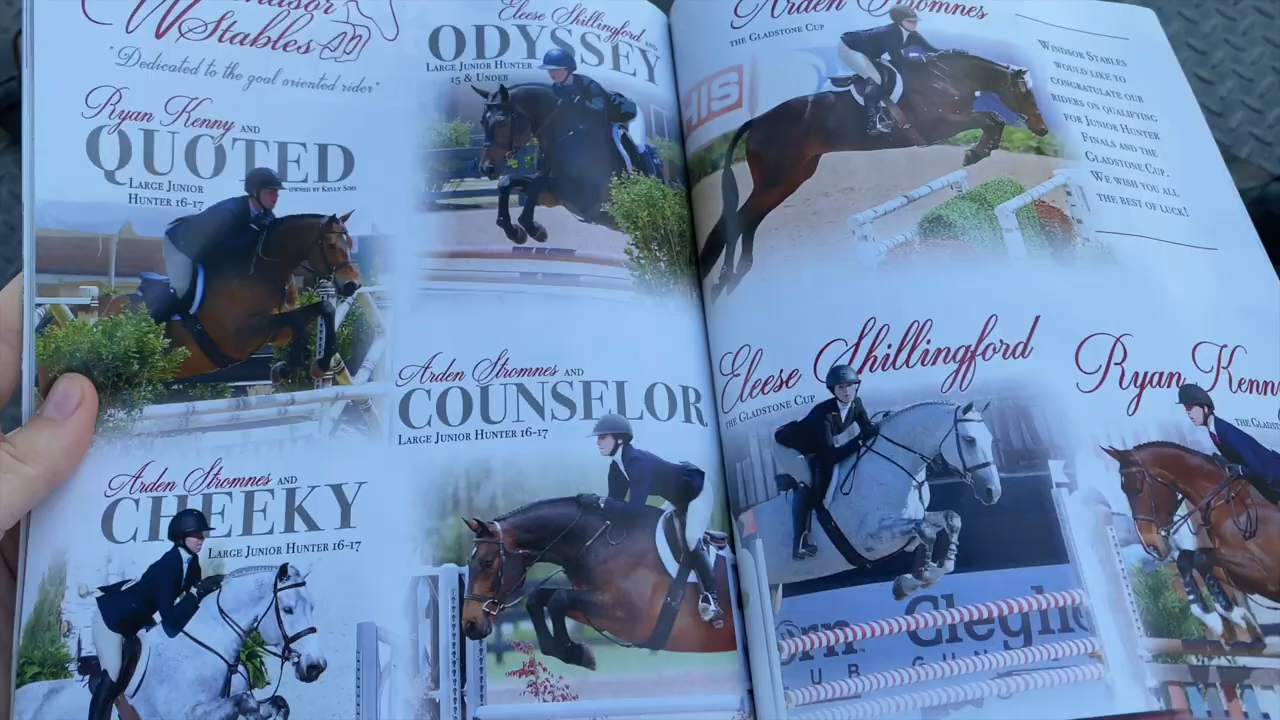 Windsor
Stables
"Dedicated to the goal oriented rider"
Ryan Kenny AND
QUOTED
OWNED BY KELLY SIMS
LARGE JUNIOR
HUNTER 16-17
Arden Stromnes AND
CHEEKY
LARGE JUNIOR HUNTER 16-17
Eleese Shillingford AND
ODYSSEY
LARGE JUNIOR HUNTER
15 & UNDER
Arden Stromnes AND
COUNSELOR
LARGE JUNIOR HUNTER 16-17
Arden Stromnes
THE GLADSTONE CUP
HIS
WINDSOR STABLES
WOULD LIKE TO
CONGRATULATE OUR
RIDERS ON QUALIFYING
FOR JUNIOR HUNTER
FINALS AND THE
GLADSTONE CUP.
WE WISH YOU ALL
THE BEST OF LUCK!
Eleese Shillingford
THE GLADSTONE CUP
Ryan Kenn
THE GLADS